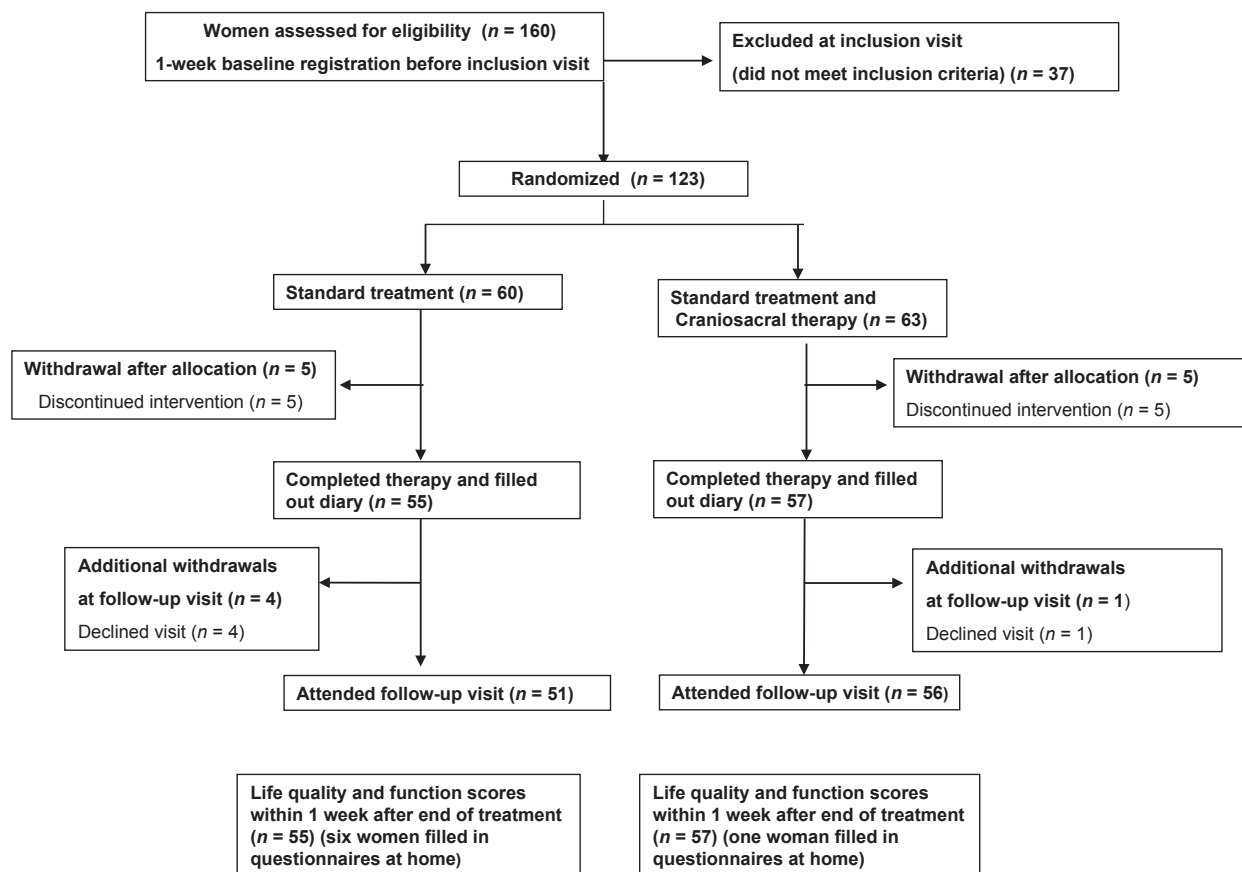 Women assessed for eligibility (n = 160)
1-week baseline registration before inclusion visit
Excluded at inclusion visit
(did not meet inclusion criteria) (n = 37)
Randomized (n = 123)
Standard treatment (n = 60)
Standard treatment and
Craniosacral therapy (n = 63)
Withdrawal after allocation (n = 5)
Discontinued intervention (n = 5)
Withdrawal after allocation (n = 5)
Discontinued intervention (n = 5)
Completed therapy and filled
out diary (n = 55)
Completed therapy and filled
out diary (n = 57)
Additional withdrawals
at follow-up visit (n = 4)
Declined visit (n = 4)
Additional withdrawals
at follow-up visit (n = 1)
Declined visit (n = 1)
Attended follow-up visit (n = 51)
Attended follow-up visit (n = 56)
Life quality and function scores
within 1 week after end of treatment
(n = 55) (six women filled in
questionnaires at home)
Life quality and function scores
within 1 week after end of treatment
(n = 57) (one woman filled in
questionnaires at home)